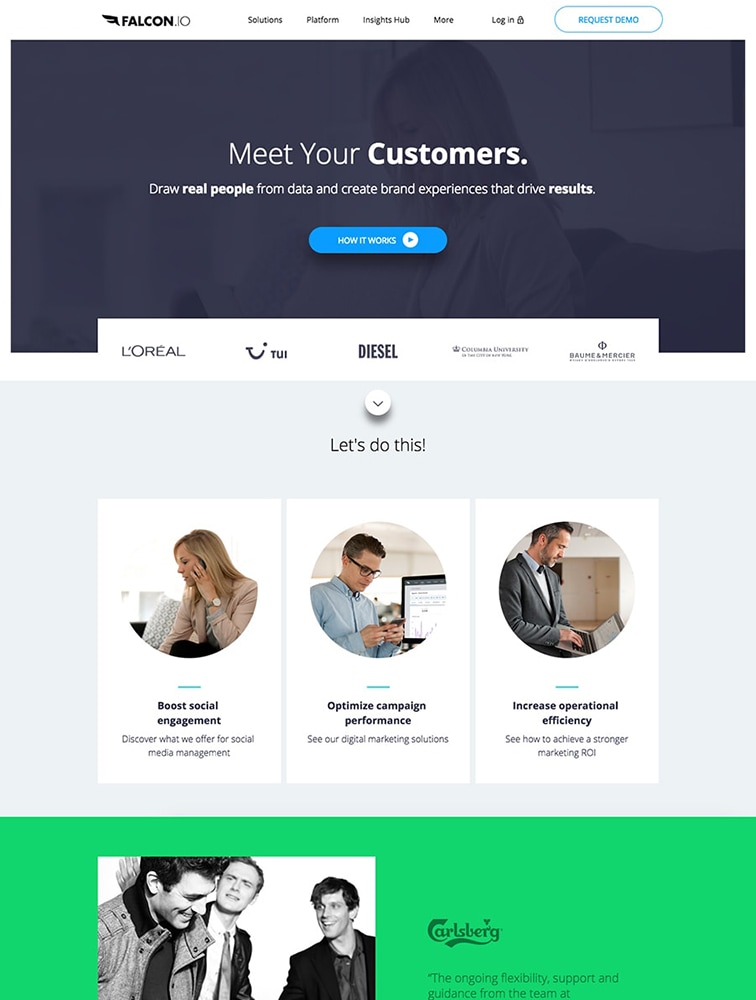 FALCON.IO
Solutions
Platform
Insights Hub
More
Log in
REQUEST DEMO
Meet Your Customers.
Draw real people from data and create brand experiences that drive results.
HOW IT WORKS
L'ORÉAL
TUI
DIESEL
COLUMBIA UNIVERSITY
IN THE CITY OF NEW YORK
BAUME & MERCIER
Let's do this!
Boost social
engagement
Discover what we offer for social
media management
Optimize campaign
performance
See our digital marketing solutions
Increase operational
efficiency
See how to achieve a stronger
marketing ROI
Carlsberg
“The ongoing flexibility, support and
guidance from the team at